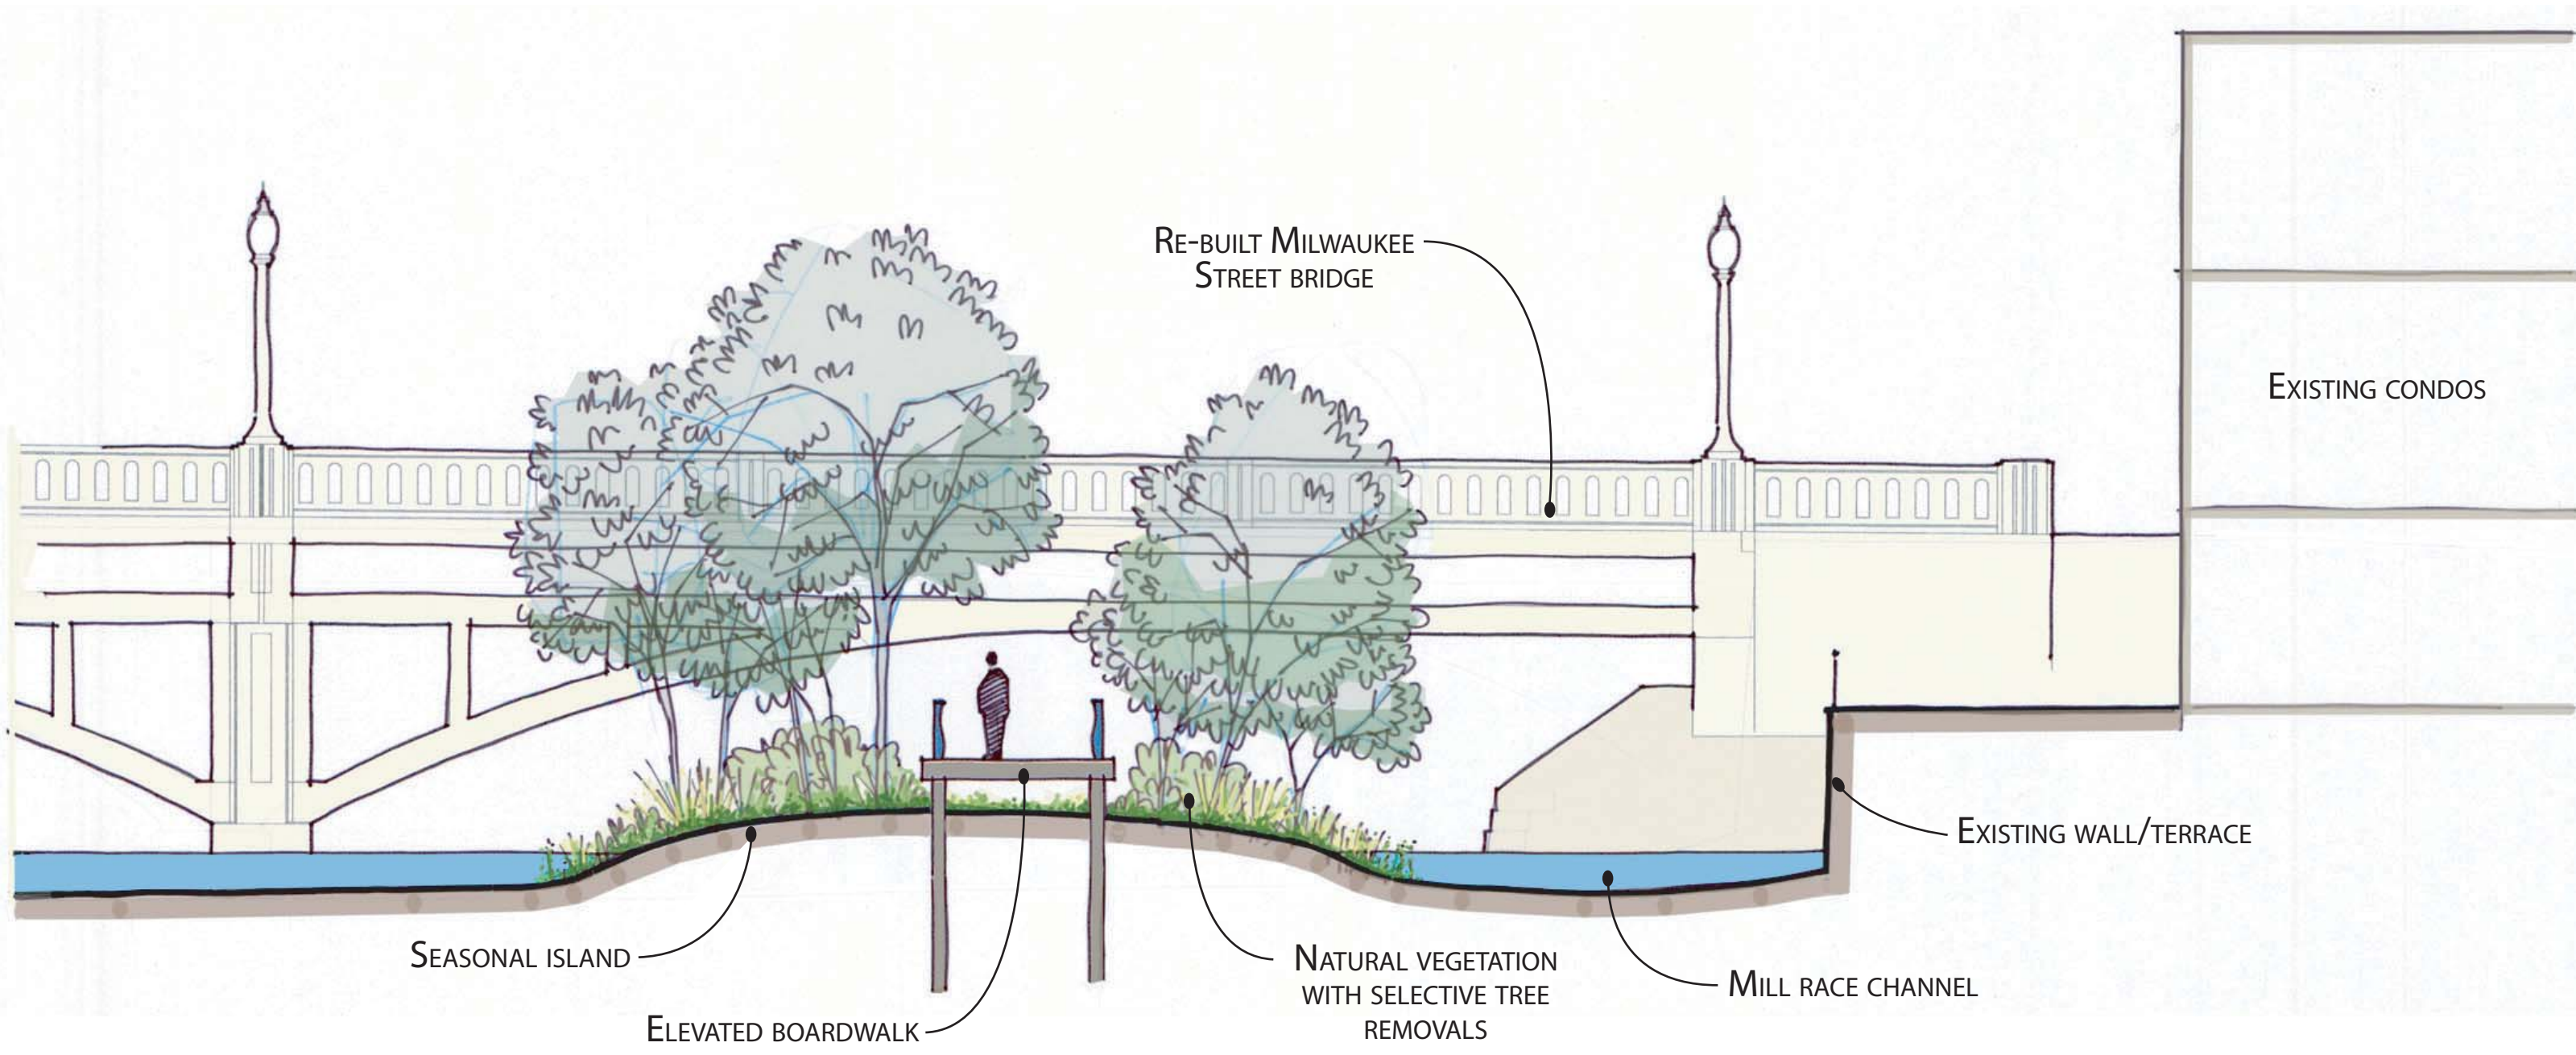 Re-built Milwaukee
Street bridge
Existing condos
Existing wall/terrace
Seasonal island
Natural vegetation
with selective tree
removals
Mill race channel
Elevated boardwalk